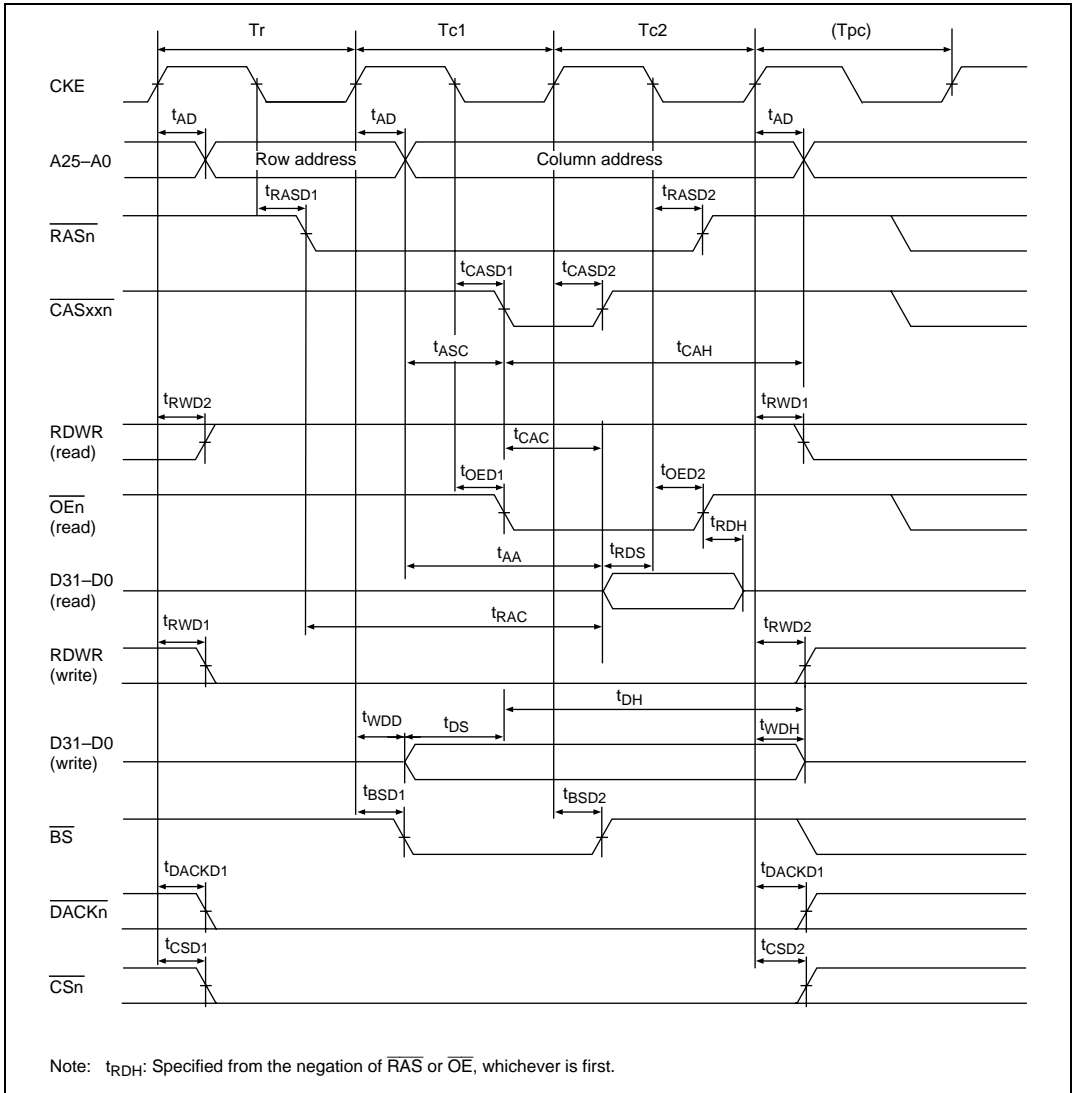 Tr Tc1 Tc2 (Tpc)
CKE
tAD tAD tAD
A25–A0 Row address Column address
tRASD1 tRASD2
RASn
tCASD1 tCASD2
CASxxn
tASC tCAH
tRWD2 tRWD1
RDWR
(read)
tCAC
tOED1 tOED2
OEn
(read)
tRDH
tAA tRDS
D31–D0
(read)
tRAC
tRWD1 tRWD2
RDWR
(write)
tDH
tWDD tDS tWDH
D31–D0
(write)
tBSD1 tBSD2
BS
tDACKD1 tDACKD1
DACKn
tCSD1 tCSD2
CSn
Note: tRDH: Specified from the negation of RAS or OE, whichever is first.